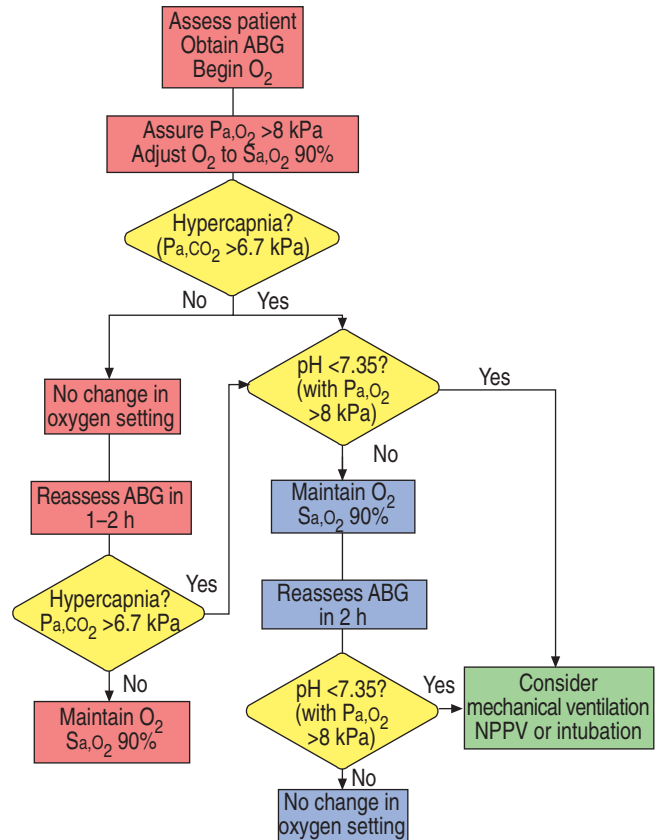 Assess patient
Obtain ABG
Begin O2
Assure Pa,O2 >8 kPa
Adjust O2 to Sa,O2 90%
Hypercapnia?
(Pa,CO2 >6.7 kPa)
No
Yes
No change in
oxygen setting
pH <7.35?
(with Pa,O2
>8 kPa)
Yes
No
Reassess ABG in
1–2 h
Maintain O2
Sa,O2 90%
Yes
Hypercapnia?
Pa,CO2 >6.7 kPa
Reassess ABG
in 2 h
No
Maintain O2
Sa,O2 90%
pH <7.35?
(with Pa,O2
>8 kPa)
Yes
Consider
mechanical ventilation
NPPV or intubation
No
No change in
oxygen setting